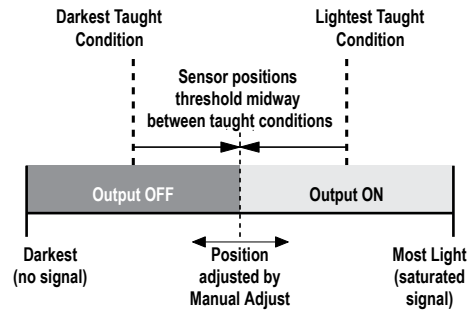 Darkest Taught
Condition
Lightest Taught
Condition
Sensor positions
threshold midway
between taught conditions
Output OFF
Output ON
Darkest
(no signal)
Position
adjusted by
Manual Adjust
Most Light
(saturated
signal)